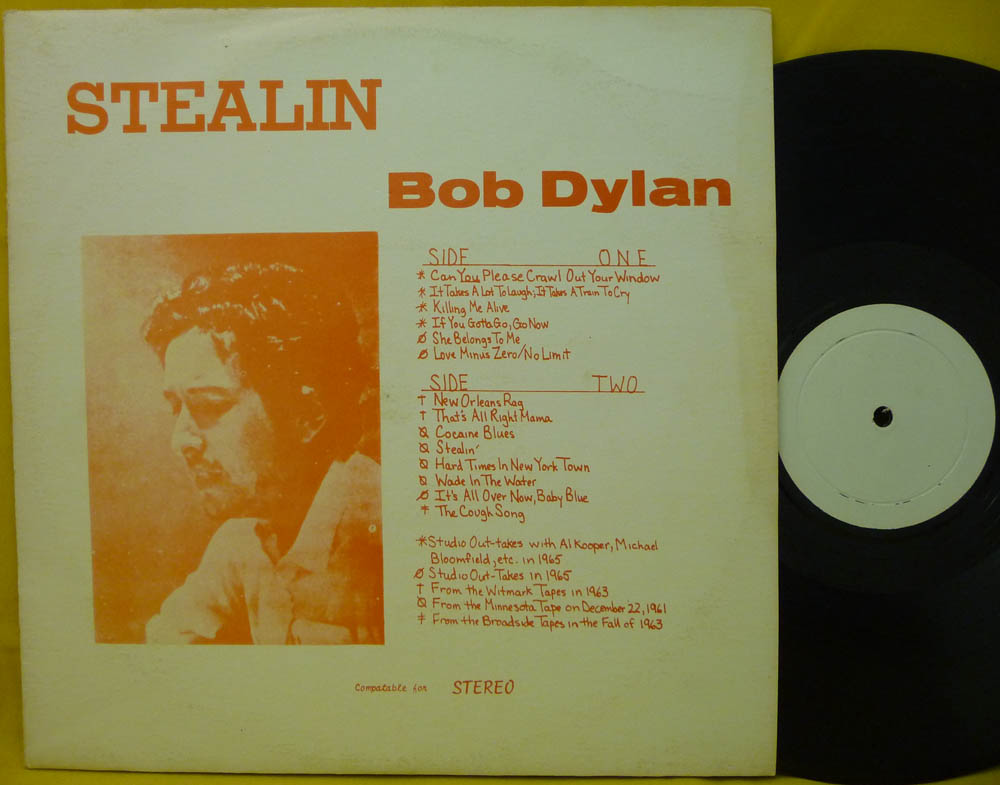 STEALIN
Bob Dylan
SIDE ONE
* Can You Please Crawl Out Your Window
* It Takes A Lot To Laugh; It Takes A Train To Cry
* Killing Me Alive
* If You Gotta Go, Go Now
Ø She Belongs To Me
Ø Love Minus Zero/No Limit
SIDE TWO
† New Orleans Rag
† That's All Right Mama
Q Cocaine Blues
Q Stealin'
Q Hard Times In New York Town
Q Wade In The Water
Ø It's All Over Now, Baby Blue
‡ The Cough Song
* Studio Out-takes with Al Kooper, Michael
Bloomfield, etc. in 1965
Ø Studio Out-Takes in 1965
† From the Witmark Tapes in 1963
Q From the Minnesota Tape on December 22, 1961
‡ From the Broadside Tapes in the Fall of 1963
Compatable for STEREO